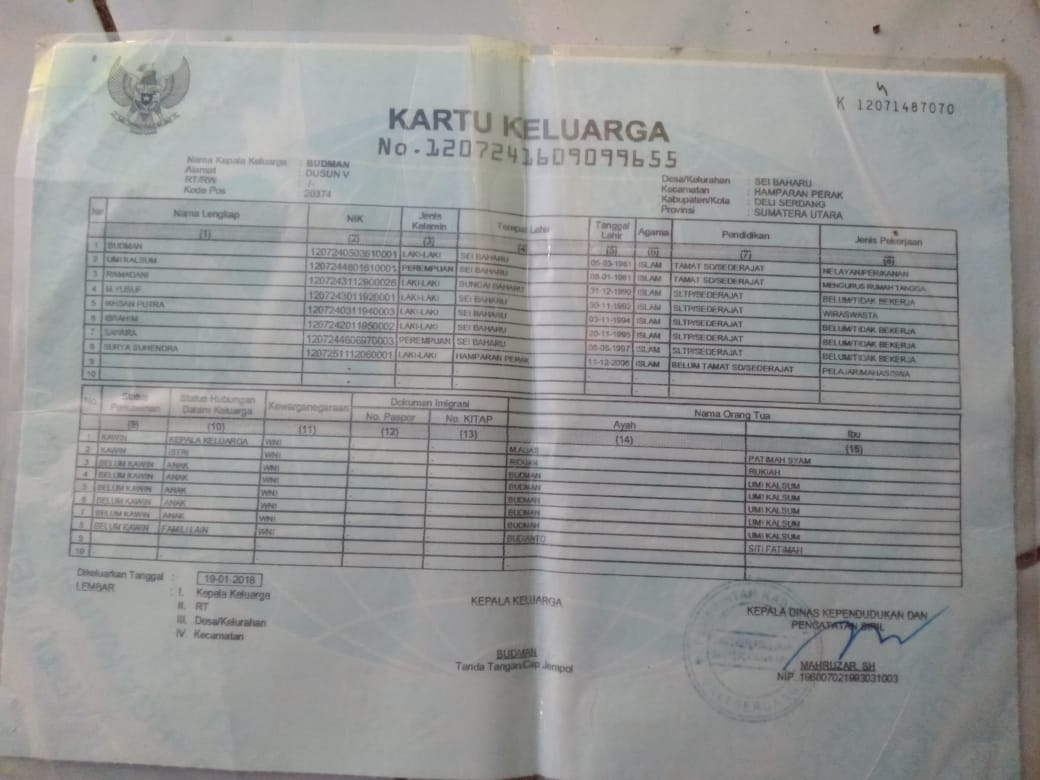 K 12071487070
KARTU KELUARGA
No. 1207241609099655
Nama Kepala Keluarga : BUDMAN
Alamat : DUSUN V
RT/RW : -/-
Kode Pos : 20374
Desa/Kelurahan : SEI BAHARU
Kecamatan : HAMPARAN PERAK
Kabupaten/Kota : DELI SERDANG
Provinsi : SUMATERA UTARA
No Nama Lengkap NIK Jenis Kelamin Tempat Lahir Tanggal Lahir Agama Pendidikan Jenis Pekerjaan
(1) (2) (3) (4) (5) (6) (7) (8)
1 BUDMAN 1207240503610001 LAKI-LAKI SEI BAHARU 05-03-1961 ISLAM TAMAT SD/SEDERAJAT NELAYAN/PERIKANAN
2 UMI KALSUM 1207244801610001 PEREMPUAN SEI BAHARU 08-01-1961 ISLAM TAMAT SD/SEDERAJAT MENGURUS RUMAH TANGGA
3 RAMADANI LAKI-LAKI SUNGAI BAHARU 31-12-1990 ISLAM SLTP/SEDERAJAT BELUM/TIDAK BEKERJA
4 M.YUSUF 1207243011920001 LAKI-LAKI SEI BAHARU 30-11-1992 ISLAM SLTP/SEDERAJAT WIRASWASTA
5 IKHSAN PUTRA 1207240311940003 LAKI-LAKI SEI BAHARU 03-11-1994 ISLAM SLTP/SEDERAJAT BELUM/TIDAK BEKERJA
6 IBRAHIM 1207242011950002 LAKI-LAKI SEI BAHARU 20-11-1995 ISLAM SLTP/SEDERAJAT BELUM/TIDAK BEKERJA
7 SAHARA 1207244606970003 PEREMPUAN SEI BAHARU 06-06-1997 ISLAM SLTP/SEDERAJAT BELUM/TIDAK BEKERJA
8 SURYA SUHENDRA 1207251112060001 LAKI-LAKI HAMPARAN PERAK 11-12-2006 ISLAM BELUM TAMAT SD/SEDERAJAT PELAJAR/MAHASISWA
9 - - - - - -
10 - - - - - -
No. Status Perkawinan Status Hubungan Dalam Keluarga Kewarganegaraan Dokumen Imigrasi Nama Orang Tua
No. Paspor No. KITAP Ayah Ibu
(9) (10) (11) (12) (13) (14) (15)
1 KAWIN KEPALA KELUARGA WNI - - M.ALIAS PATIMAH SYAM
2 KAWIN ISTRI WNI - - RIDUAN RUKIAH
3 BELUM KAWIN ANAK WNI - - BUDMAN UMI KALSUM
4 BELUM KAWIN ANAK WNI - - BUDMAN UMI KALSUM
5 BELUM KAWIN ANAK WNI - - BUDMAN UMI KALSUM
6 BELUM KAWIN ANAK WNI - - BUDMAN UMI KALSUM
7 BELUM KAWIN ANAK WNI - - BUDMAN UMI KALSUM
8 BELUM KAWIN FAMILI LAIN WNI - - BUDIANTO SITI FATIMAH
9 - - - - -
10 - - - - -
Dikeluarkan Tanggal : 19-01-2018
LEMBAR : I. Kepala Keluarga
II. RT
III. Desa/Kelurahan
IV. Kecamatan
KEPALA KELUARGA
BUDMAN
Tanda Tangan/Cap Jempol
KEPALA DINAS KEPENDUDUKAN DAN
PENCATATAN SIPIL
MAHRUZAR, SH
NIP. 196007021993031003